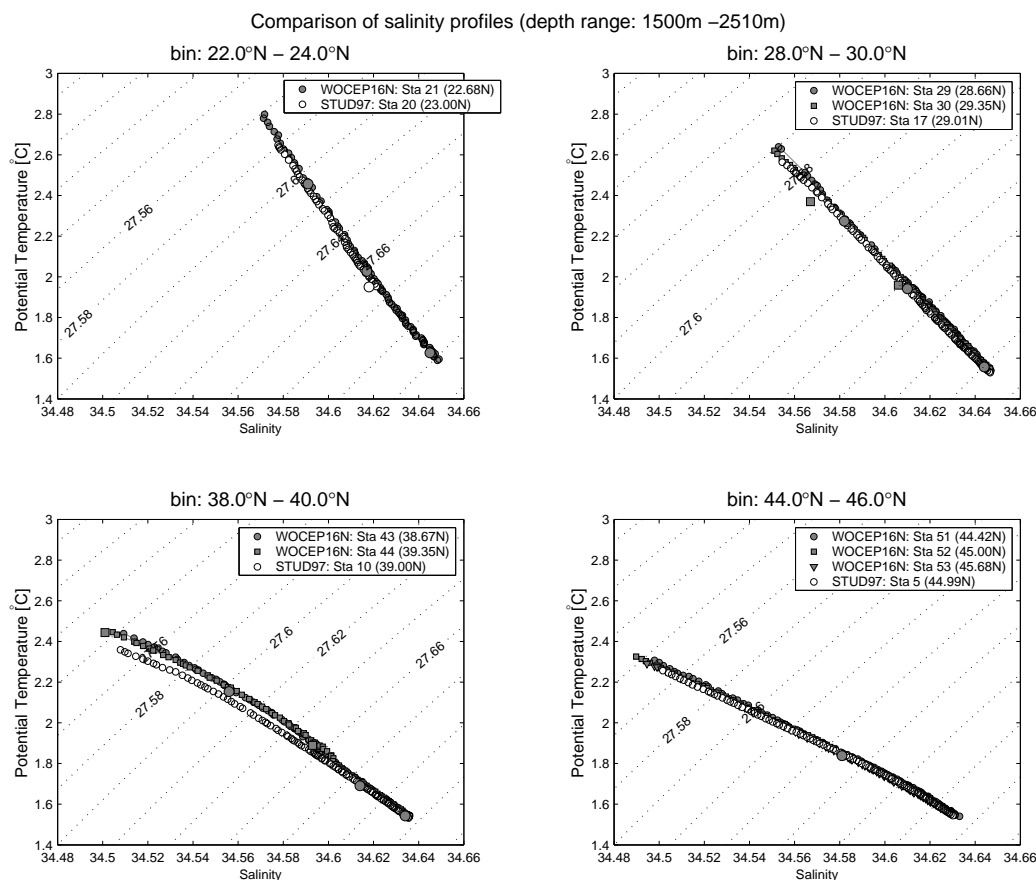 Comparison of salinity profiles (depth range: 1500m −2510m)
bin: 22.0°N − 24.0°N
3
2.8
2.6
2.4
2.2
2
1.8
1.6
1.4
Potential Temperature [°C]
WOCEP16N: Sta 21 (22.68N)
STUD97: Sta 20 (23.00N)
27.56
27.58
27.6
27.66
34.48 34.5 34.52 34.54 34.56 34.58 34.6 34.62 34.64 34.66
Salinity
bin: 28.0°N − 30.0°N
3
2.8
2.6
2.4
2.2
2
1.8
1.6
1.4
Potential Temperature [°C]
WOCEP16N: Sta 29 (28.66N)
WOCEP16N: Sta 30 (29.35N)
STUD97: Sta 17 (29.01N)
27.6
34.48 34.5 34.52 34.54 34.56 34.58 34.6 34.62 34.64 34.66
Salinity
bin: 38.0°N − 40.0°N
3
2.8
2.6
2.4
2.2
2
1.8
1.6
1.4
Potential Temperature [°C]
WOCEP16N: Sta 43 (38.67N)
WOCEP16N: Sta 44 (39.35N)
STUD97: Sta 10 (39.00N)
27.56
27.6
27.62
27.66
27.58
34.48 34.5 34.52 34.54 34.56 34.58 34.6 34.62 34.64 34.66
Salinity
bin: 44.0°N − 46.0°N
3
2.8
2.6
2.4
2.2
2
1.8
1.6
1.4
Potential Temperature [°C]
WOCEP16N: Sta 51 (44.42N)
WOCEP16N: Sta 52 (45.00N)
WOCEP16N: Sta 53 (45.68N)
STUD97: Sta 5 (44.99N)
27.56
27.58
27.6
34.48 34.5 34.52 34.54 34.56 34.58 34.6 34.62 34.64 34.66
Salinity